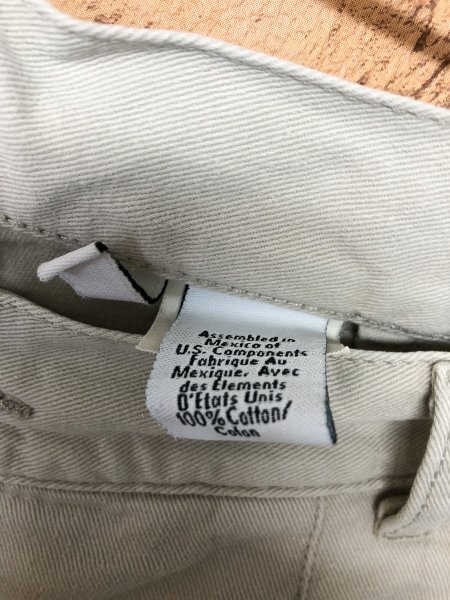 Assembled in
Mexico of
U.S. Components
Fabrique Au
Mexique, Avec
des Elements
D'Etats Unis
100% Cotton/
Coton